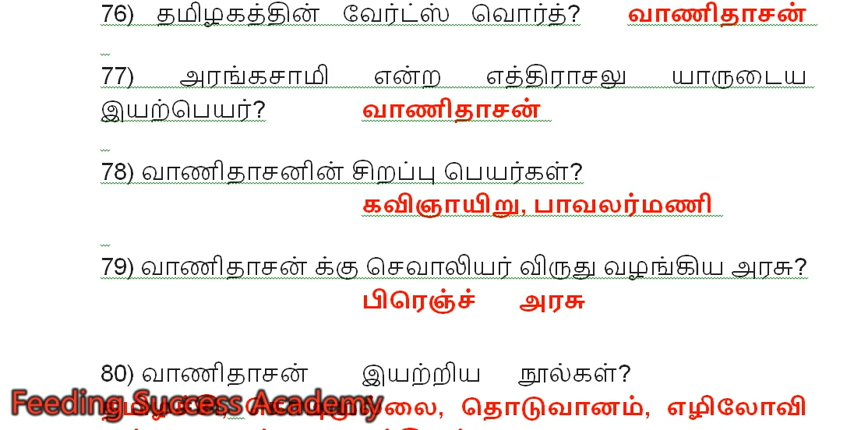 76) தமிழகத்தின் வேர்ட்ஸ் வொர்த்? வாணிதாசன்
77) அரங்கசாமி என்ற எத்திராசலு யாருடைய
இயற்பெயர்? வாணிதாசன்
78) வாணிதாசனின் சிறப்பு பெயர்கள்?
கவிஞாயிறு, பாவலர்மணி
79) வாணிதாசன் க்கு செவாலியர் விருது வழங்கிய அரசு?
பிரெஞ்ச் அரசு
80) வாணிதாசன் இயற்றிய நூல்கள்?
Feeding Success Academy
தொடுவானம், எழிலோவி